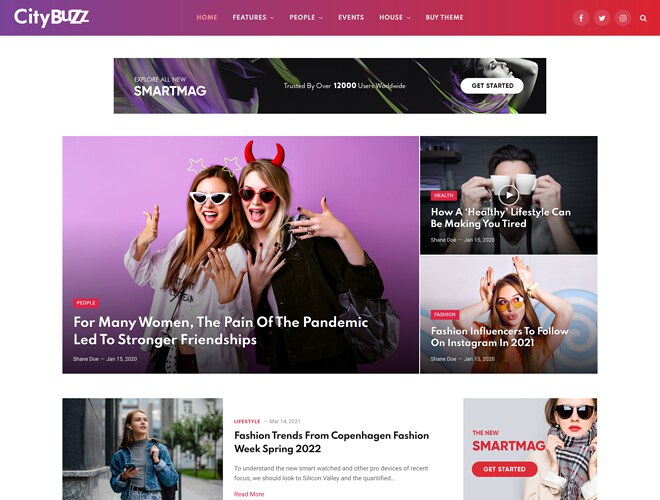 CityBuzz
HOME FEATURES PEOPLE EVENTS HOUSE BUY THEME
EXPLORE ALL NEW
SMARTMAG
Trusted By Over 12000 Users Worldwide
GET STARTED
PEOPLE
For Many Women, The Pain Of The Pandemic
Led To Stronger Friendships
Shane Doe — Jan 15, 2020
HEALTH
How A ‘Healthy’ Lifestyle Can
Be Making You Tired
Shane Doe — Jan 15, 2020
FASHION
Fashion Influencers To Follow
On Instagram In 2021
Shane Doe — Jan 15, 2020
LIFESTYLE — Mar 14, 2021
Fashion Trends From Copenhagen Fashion
Week Spring 2022
To understand the new smart watched and other pro devices of recent
focus, we should look to Silicon Valley and the quantified...
Read More
THE NEW
SMARTMAG
GET STARTED